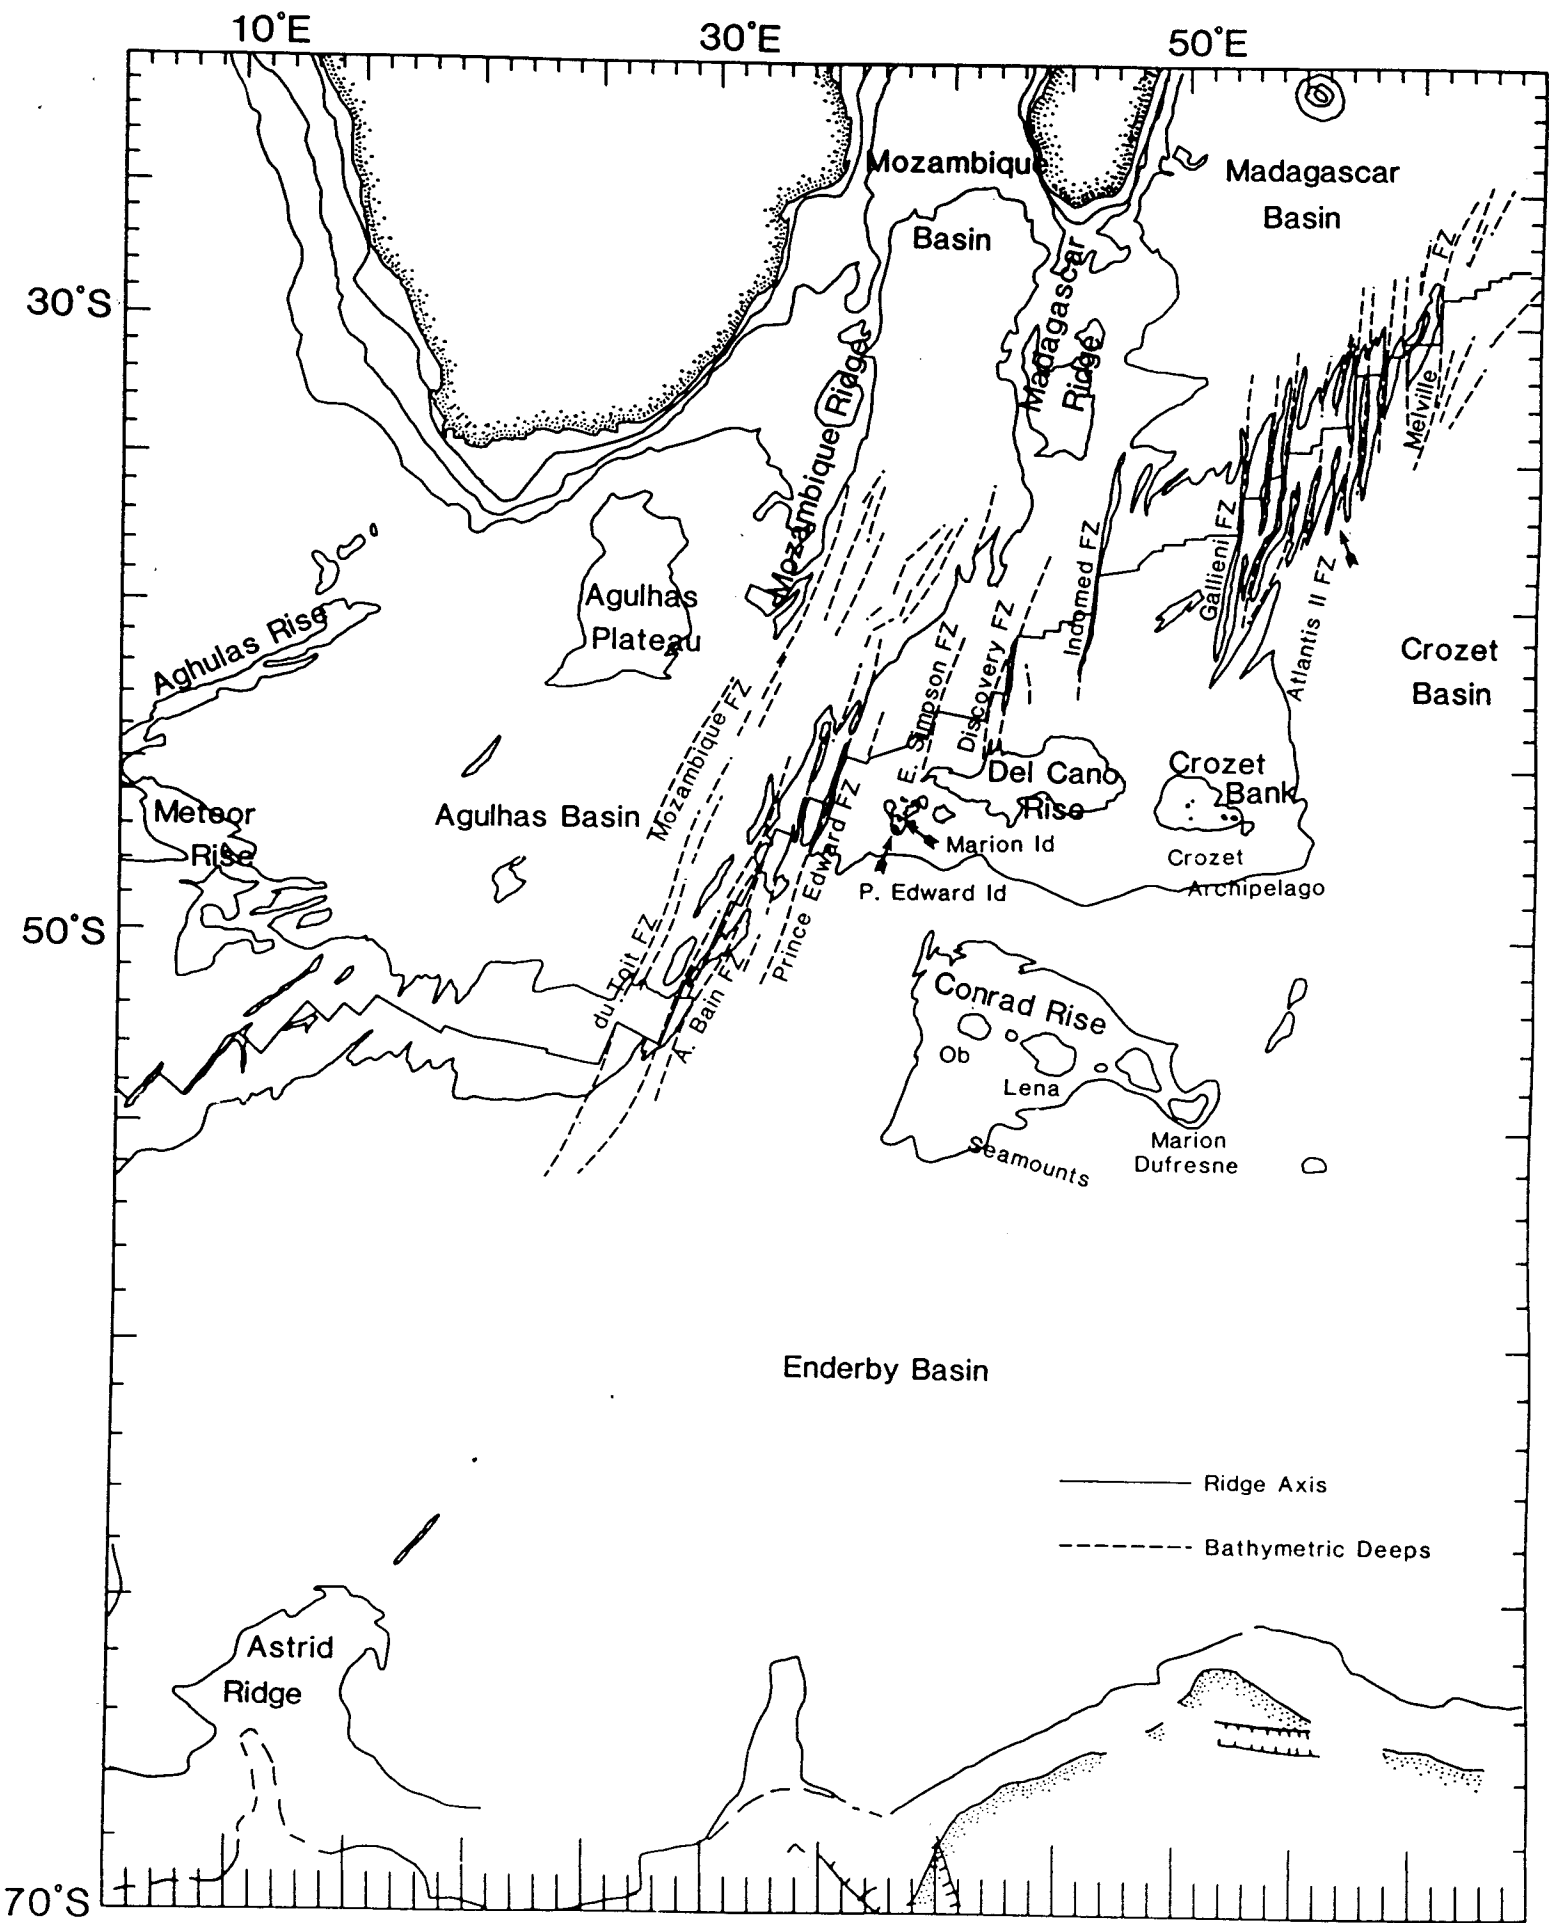 10°E
30°E
50°E
Mozambique
Basin
Madagascar
Basin
30°S
Madagascar
Ridge
FZ
Melville
Mozambique Ridge
Agulhas
Plateau
Aghulas Rise
Indomed FZ
Gallieni FZ
Atlantis II FZ
Crozet
Basin
Mozambique FZ
E. Simpson FZ
Discovery FZ
Del Cano
Rise
Crozet
Bank
Meteor
Rise
Agulhas Basin
Marion Id
P. Edward Id
Crozet
Archipelago
50°S
du Toit FZ
A. Bain FZ
Prince Edward FZ
Conrad Rise
Ob
Lena
Marion
Dufresne
Seamounts
Enderby Basin
Ridge Axis
Bathymetric Deeps
Astrid
Ridge
70°S